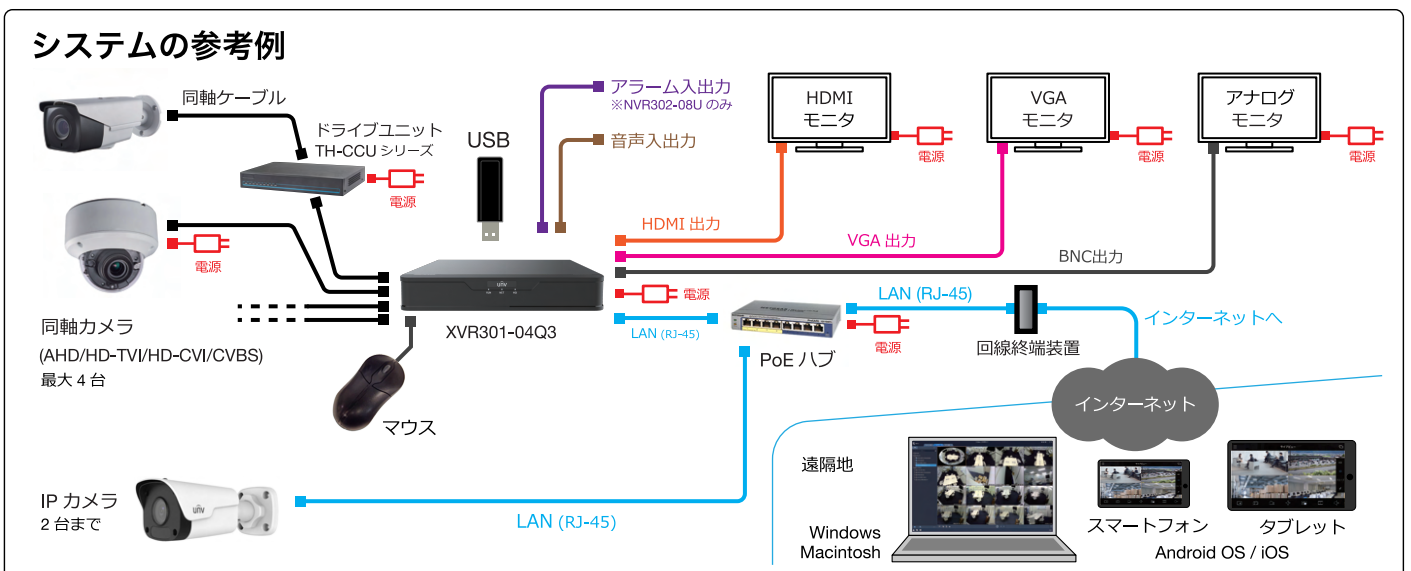 システムの参考例
同軸ケーブル
ドライブユニット
TH-CCU シリーズ
電源
USB
アラーム入出力
※NVR302-08U のみ
音声入出力
HDMI
モニタ
電源
VGA
モニタ
電源
アナログ
モニタ
電源
HDMI 出力
VGA 出力
BNC出力
電源
同軸カメラ
(AHD/HD-TVI/HD-CVI/CVBS)
最大 4 台
unv
XVR301-04Q3
電源
LAN (RJ-45)
マウス
PoE ハブ
電源
LAN (RJ-45)
回線終端装置
インターネットへ
インターネット
IP カメラ
2 台まで
unv
LAN (RJ-45)
遠隔地
Windows
Macintosh
スマートフォン
タブレット
Android OS / iOS